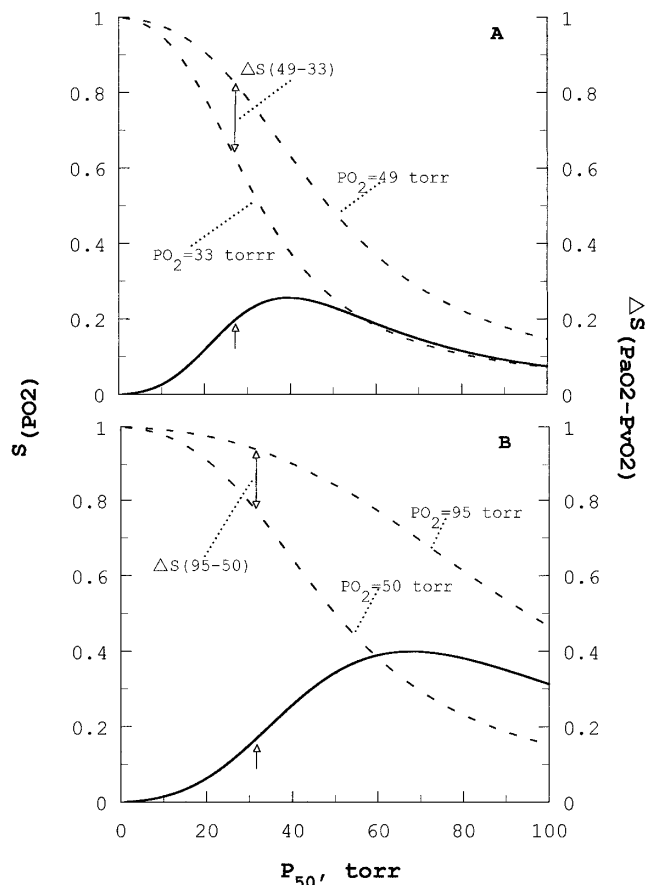 A
1
1
△S(49-33)
0.8
0.8
PO2=49 torr
0.6
0.6
PO2=33 torrr
0.4
0.4
0.2
0.2
0
0
S(PO2)
△S(PaO2-PvO2)
B
1
1
PO2=95 torr
0.8
0.8
△S(95-50)
PO2=50 torr
0.6
0.6
0.4
0.4
0.2
0.2
0
0
0 20 40 60 80 100
P50, torr